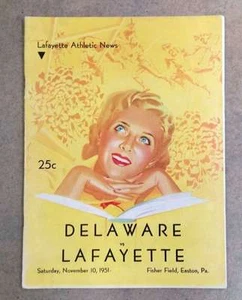 Lafayette Athletic News
25c
DELAWARE
vs
LAFAYETTE
Saturday, November 10, 1951 Fisher Field, Easton, Pa.